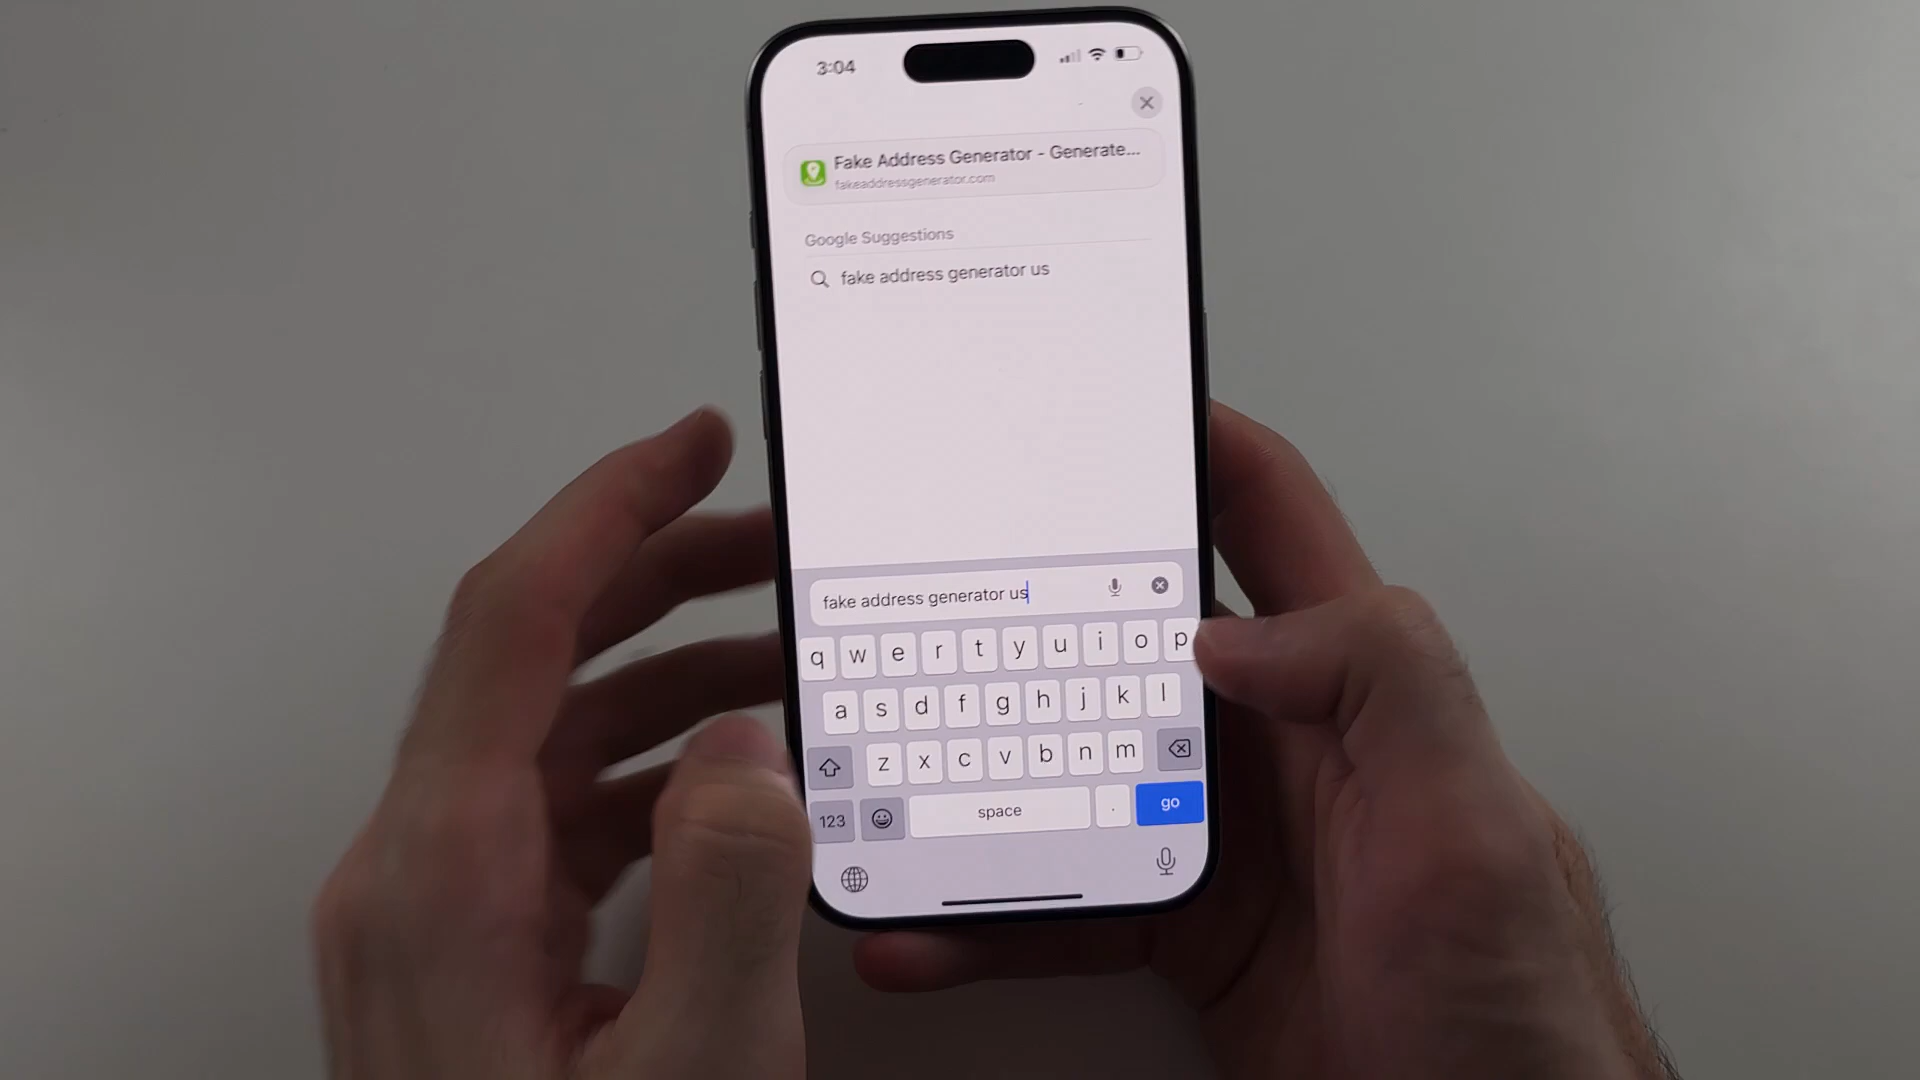 3:04
Fake Address Generator - Generate...
fakeaddressgenerator.com
Google Suggestions
fake address generator us
fake address generator us
q w e r t y u i o p
a s d f g h j k l
z x c v b n m
123 space . go